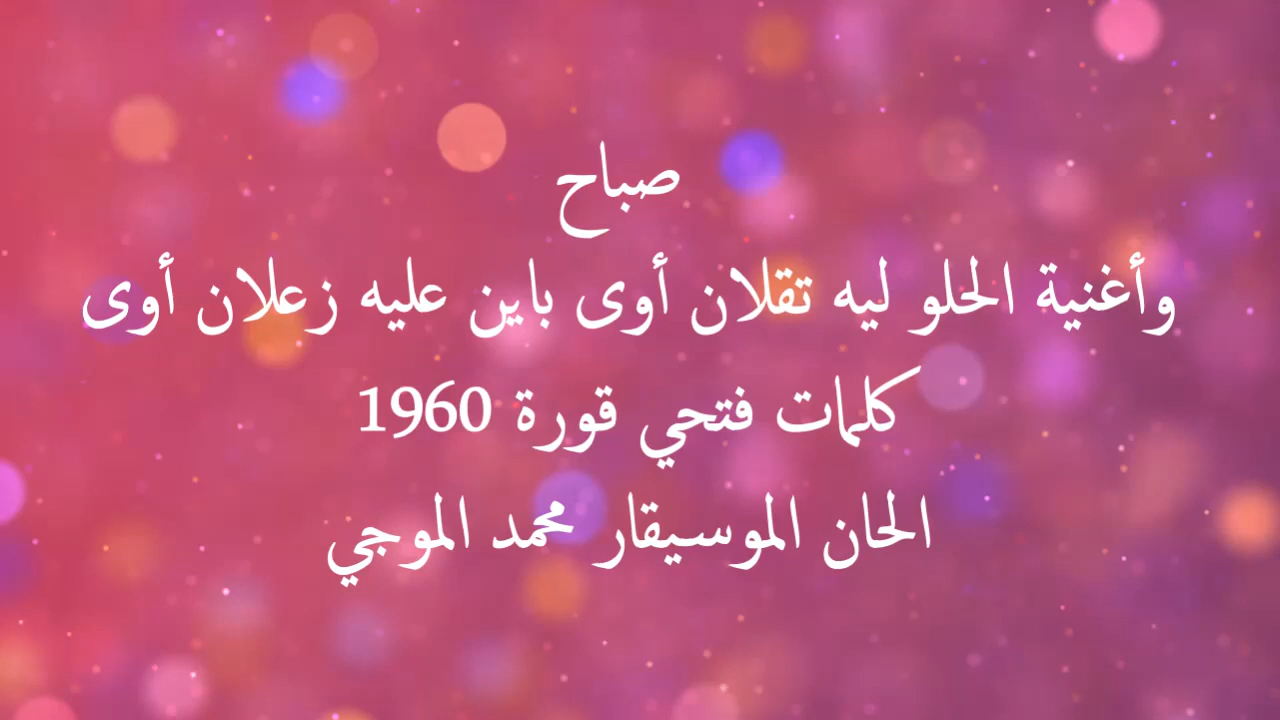 صباح
وأغنية الحلو ليه تقلان أوى باين عليه زعلان أوى
كلمات فتحي قورة 1960
الحان الموسيقار محمد الموجي